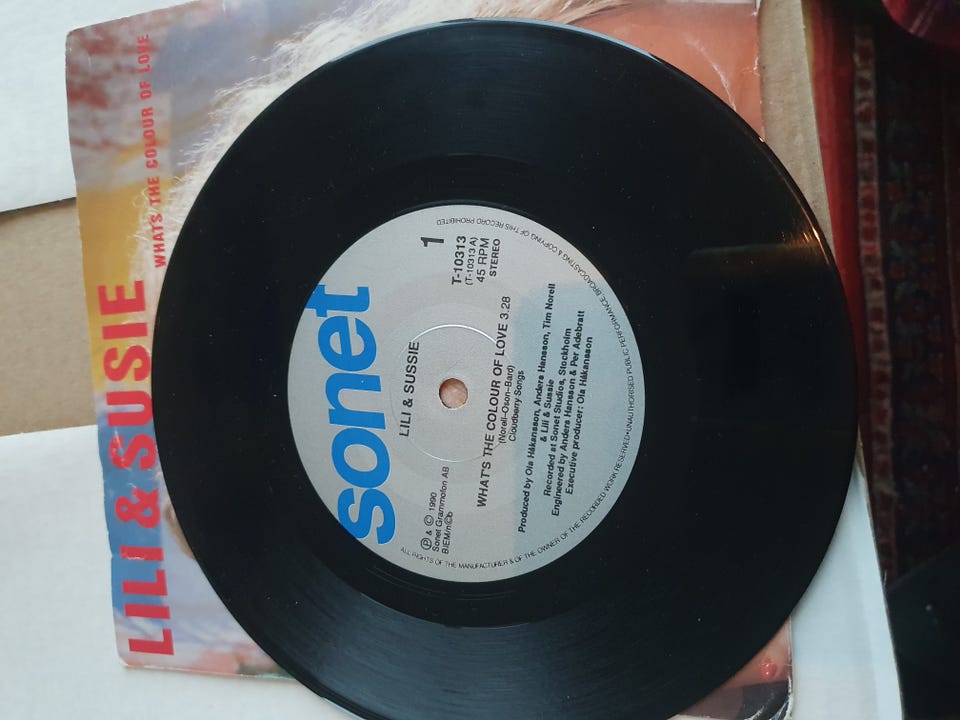 LILI & SUSIE
WHAT'S THE COLOUR OF LOVE
sonet
1
T-10313
(T-10313 A)
45 RPM
STEREO
LILI & SUSSIE
℗ & © 1990
Sonet Grammofon AB
BIEM/n©b
WHAT'S THE COLOUR OF LOVE 3.28
(Norell-Oson-Bard)
Cloudberry Songs
Produced by Ola Håkansson, Anders Hansson, Tim Norell
& Lili & Sussie
Recorded at Sonet Studios, Stockholm
Engineered by Anders Hansson & Per Adebratt
Executive producer: Ola Håkansson
ALL RIGHTS OF THE MANUFACTURER & OF THE OWNER OF THE RECORDED WORK RESERVED•UNAUTHORISED PUBLIC PERFORMANCE, BROADCASTING & COPYING OF THIS RECORD PROHIBITED